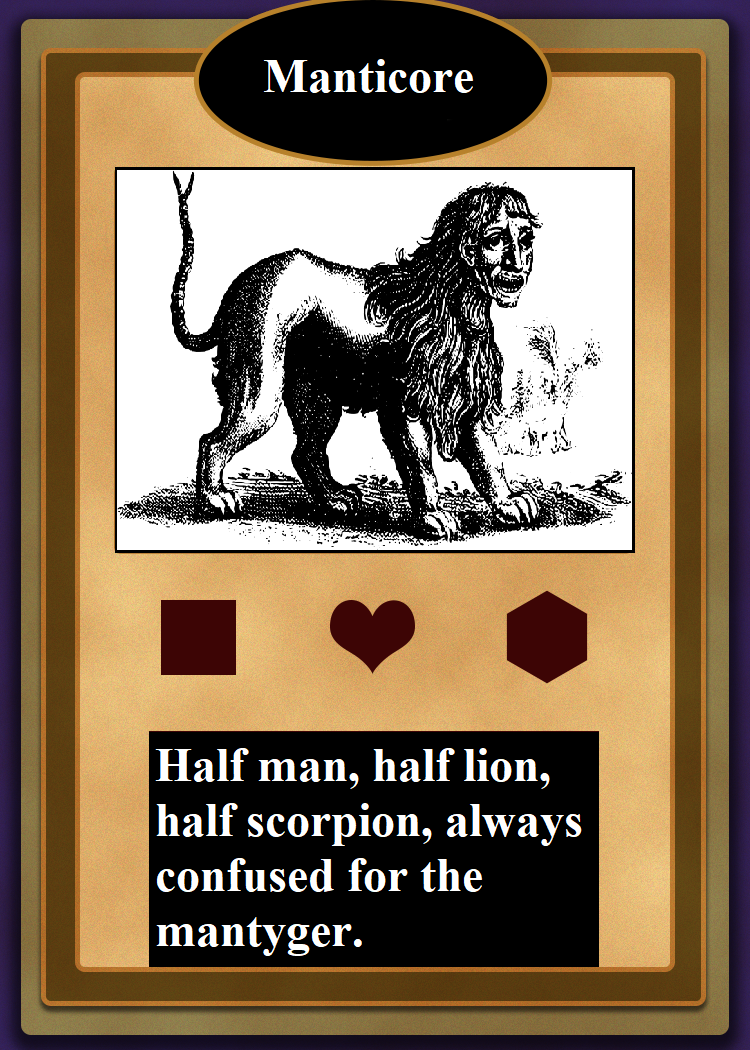 Manticore
Half man, half lion,
half scorpion, always
confused for the
mantyger.